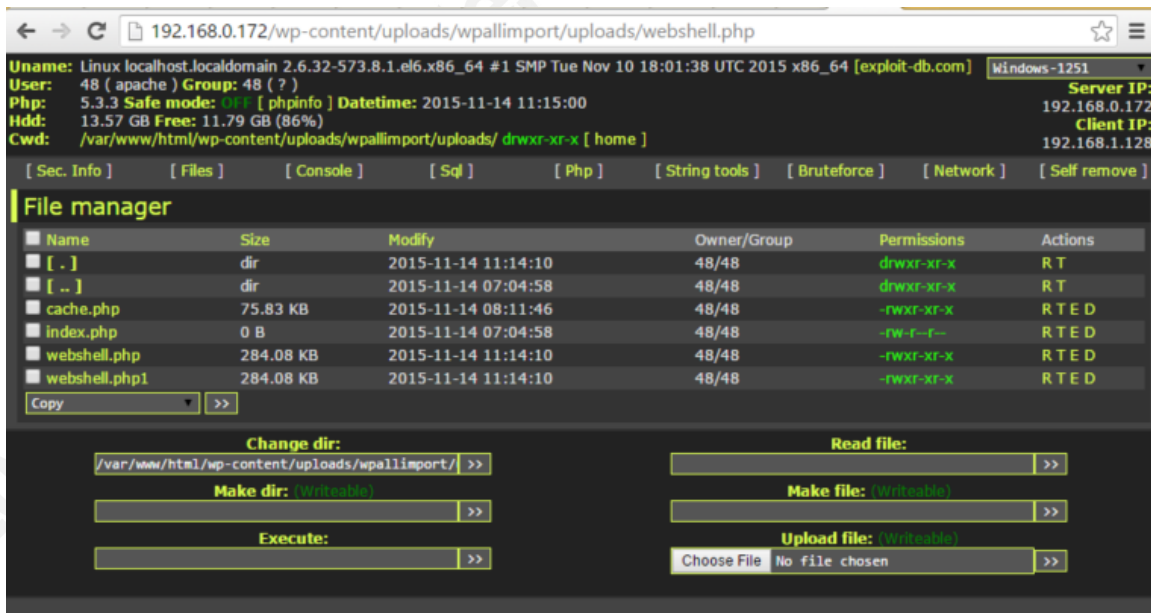 192.168.0.172/wp-content/uploads/wpallimport/uploads/webshell.php
Uname: Linux localhost.localdomain 2.6.32-573.8.1.el6.x86_64 #1 SMP Tue Nov 10 18:01:38 UTC 2015 x86_64 [exploit-db.com] Windows-1251
User: 48 ( apache ) Group: 48 ( ? ) Server IP:
Php: 5.3.3 Safe mode: OFF [ phpinfo ] Datetime: 2015-11-14 11:15:00 192.168.0.172
Hdd: 13.57 GB Free: 11.79 GB (86%) Client IP:
Cwd: /var/www/html/wp-content/uploads/wpallimport/uploads/ drwxr-xr-x [ home ] 192.168.1.128
[ Sec. Info ] [ Files ] [ Console ] [ Sql ] [ Php ] [ String tools ] [ Bruteforce ] [ Network ] [ Self remove ]
File manager
Name Size Modify Owner/Group Permissions Actions
[ . ] dir 2015-11-14 11:14:10 48/48 drwxr-xr-x R T
[ .. ] dir 2015-11-14 07:04:58 48/48 drwxr-xr-x R T
cache.php 75.83 KB 2015-11-14 08:11:46 48/48 -rwxr-xr-x R T E D
index.php 0 B 2015-11-14 07:04:58 48/48 -rw-r--r-- R T E D
webshell.php 284.08 KB 2015-11-14 11:14:10 48/48 -rwxr-xr-x R T E D
webshell.php1 284.08 KB 2015-11-14 11:14:10 48/48 -rwxr-xr-x R T E D
Copy >>
Change dir: Read file:
/var/www/html/wp-content/uploads/wpallimport/ >> >>
Make dir: (Writeable) Make file: (Writeable)
>> >>
Execute: Upload file: (Writeable)
>> Choose File No file chosen >>